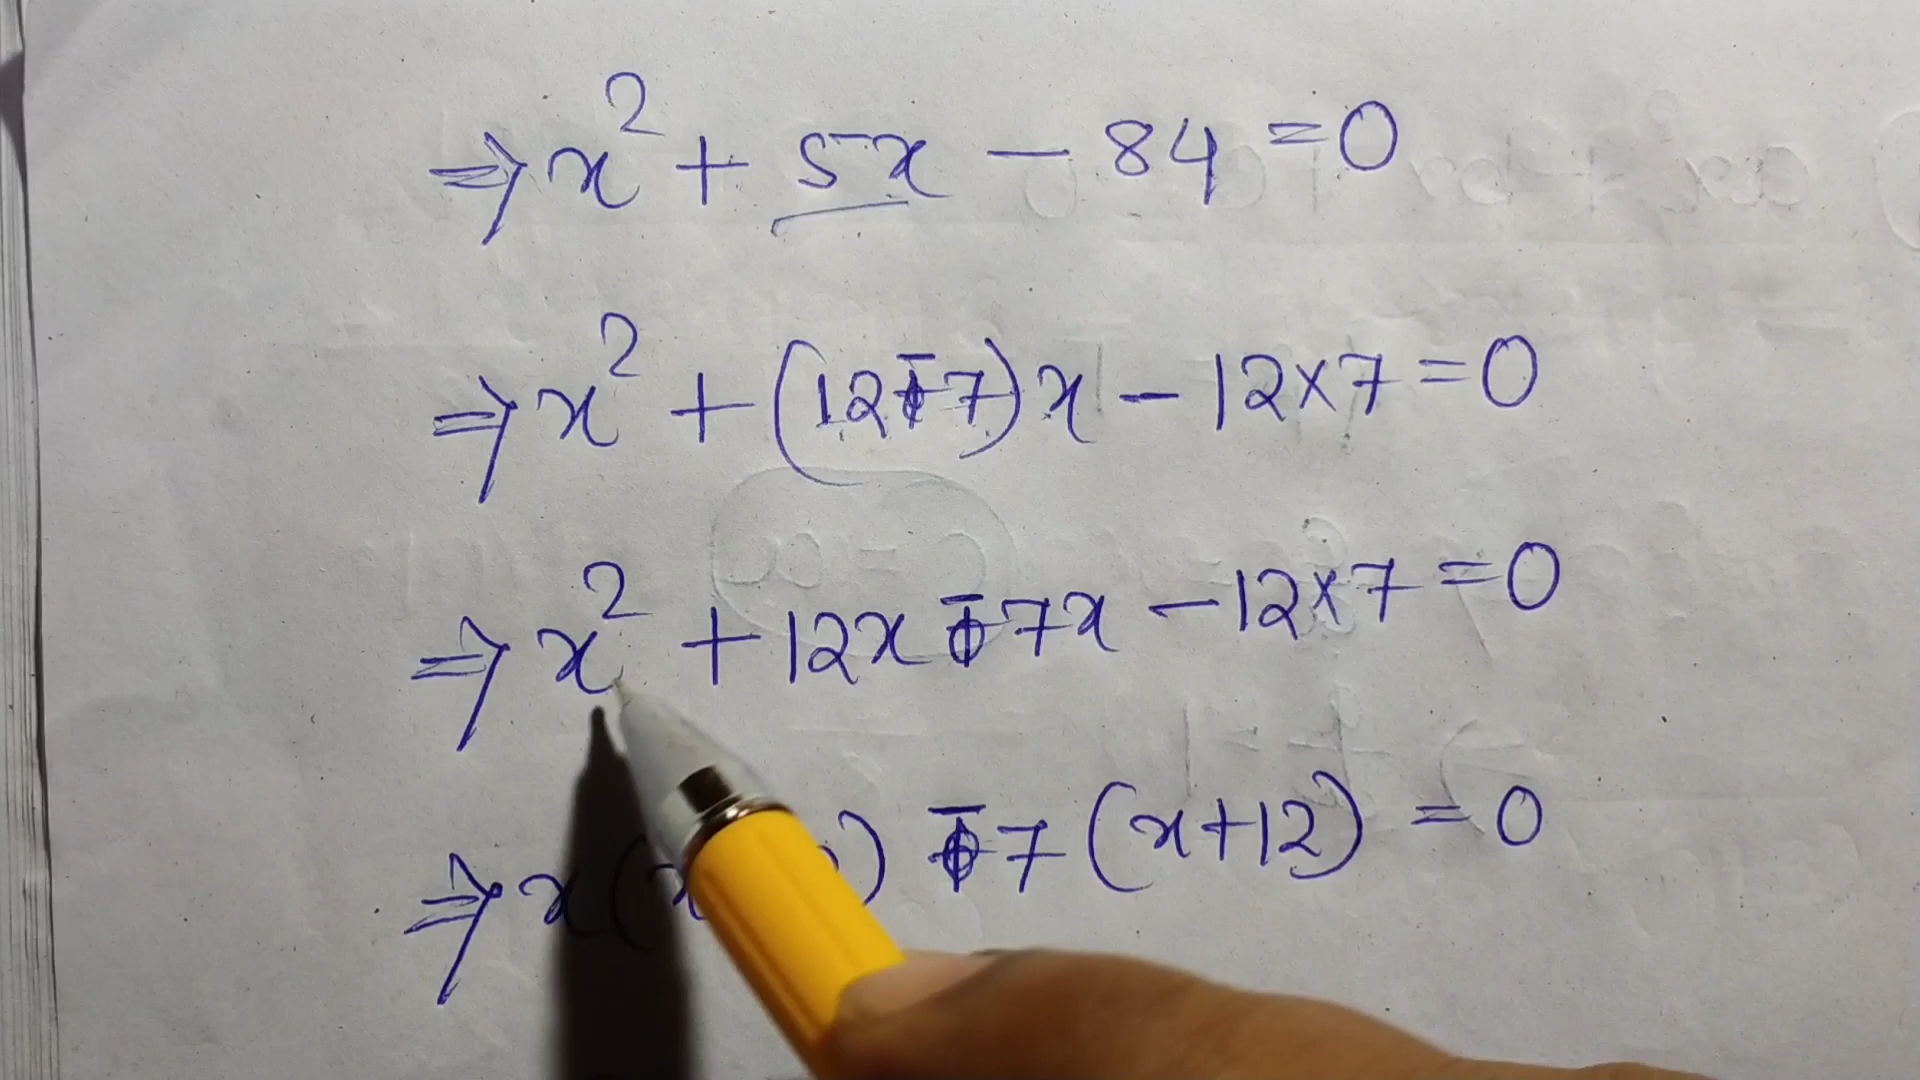 ⇒ x² + 5x − 84 = 0
⇒ x² + (12 − 7)x − 12×7 = 0
⇒ x² + 12x − 7x − 12×7 = 0
⇒ x(x ) − 7(x+12) = 0